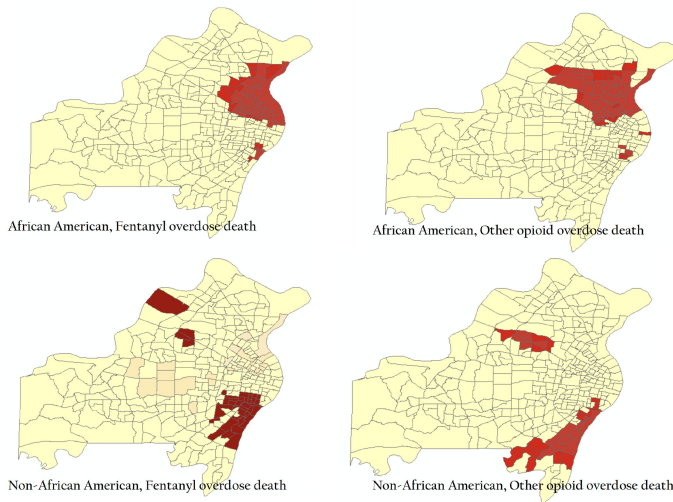 African American, Fentanyl overdose death
African American, Other opioid overdose death
Non-African American, Fentanyl overdose death
Non-African American, Other opioid overdose death